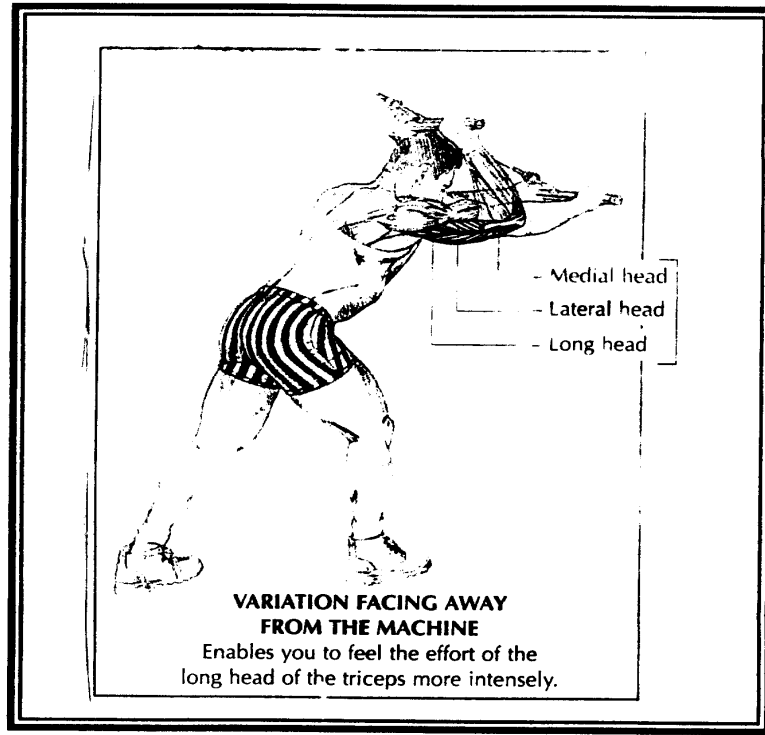 - Medial head
- Lateral head
- Long head
VARIATION FACING AWAY
FROM THE MACHINE
Enables you to feel the effort of the
long head of the triceps more intensely.